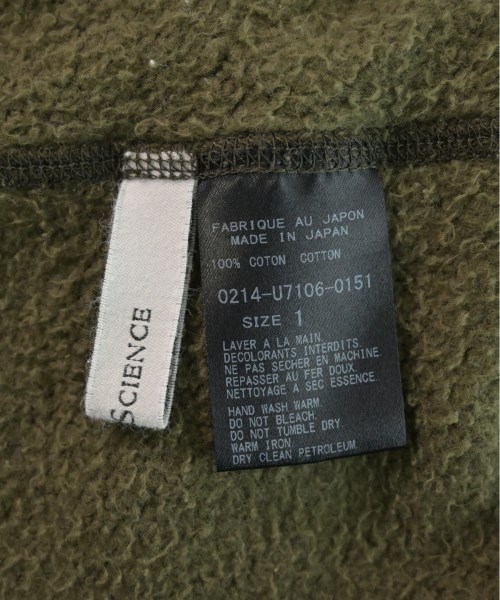 SCIENCE
FABRIQUE AU JAPON
MADE IN JAPAN
100% COTON COTTON
0214-U7106-0151
SIZE 1
LAVER A LA MAIN.
DECOLORANTS INTERDITS.
NE PAS SECHER EN MACHINE.
REPASSER AU FER DOUX.
NETTOYAGE A SEC ESSENCE.
HAND WASH WARM.
DO NOT BLEACH.
DO NOT TUMBLE DRY
WARM IRON.
DRY CLEAN PETROLEUM.